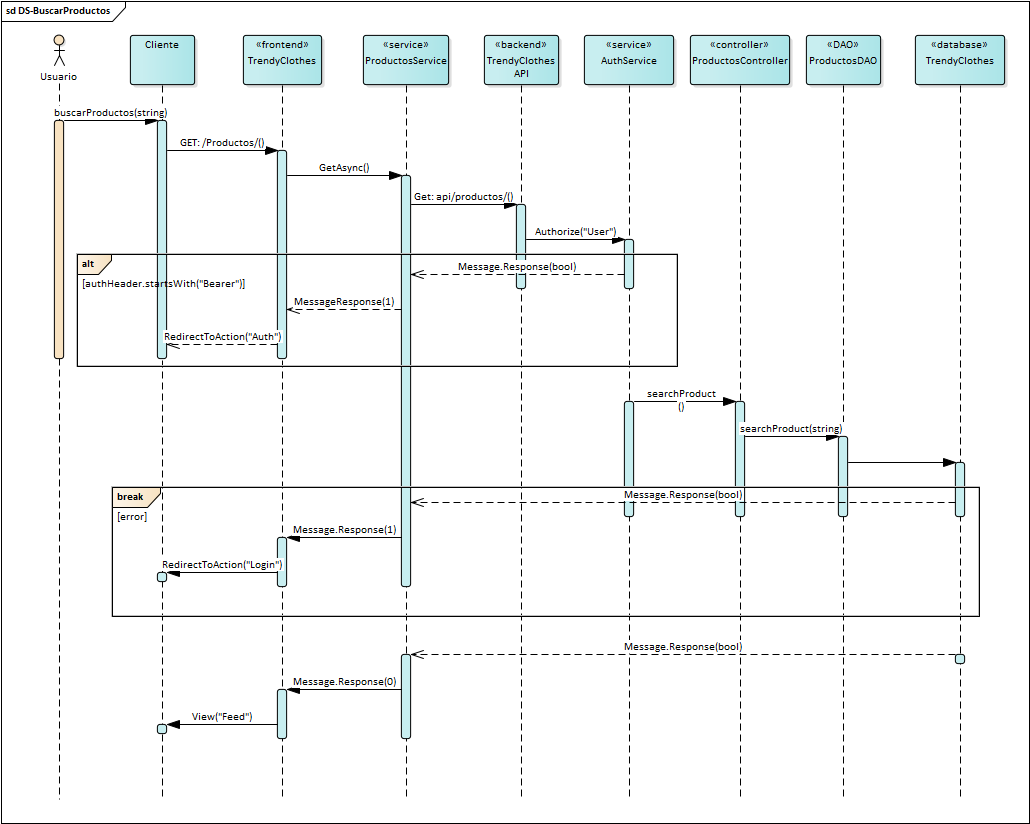 sd DS-BuscarProductos
Usuario
Cliente
«frontend»
TrendyClothes
«service»
ProductosService
«backend»
TrendyClothes
API
«service»
AuthService
«controller»
ProductosController
«DAO»
ProductosDAO
«database»
TrendyClothes
buscarProductos(string)
GET: /Productos/()
GetAsync()
Get: api/productos/()
Authorize("User")
alt
[authHeader.startsWith("Bearer")]
Message.Response(bool)
MessageResponse(1)
RedirectToAction("Auth")
searchProduct
()
searchProduct(string)
break
[error]
Message.Response(bool)
Message.Response(1)
RedirectToAction("Login")
Message.Response(bool)
Message.Response(0)
View("Feed")